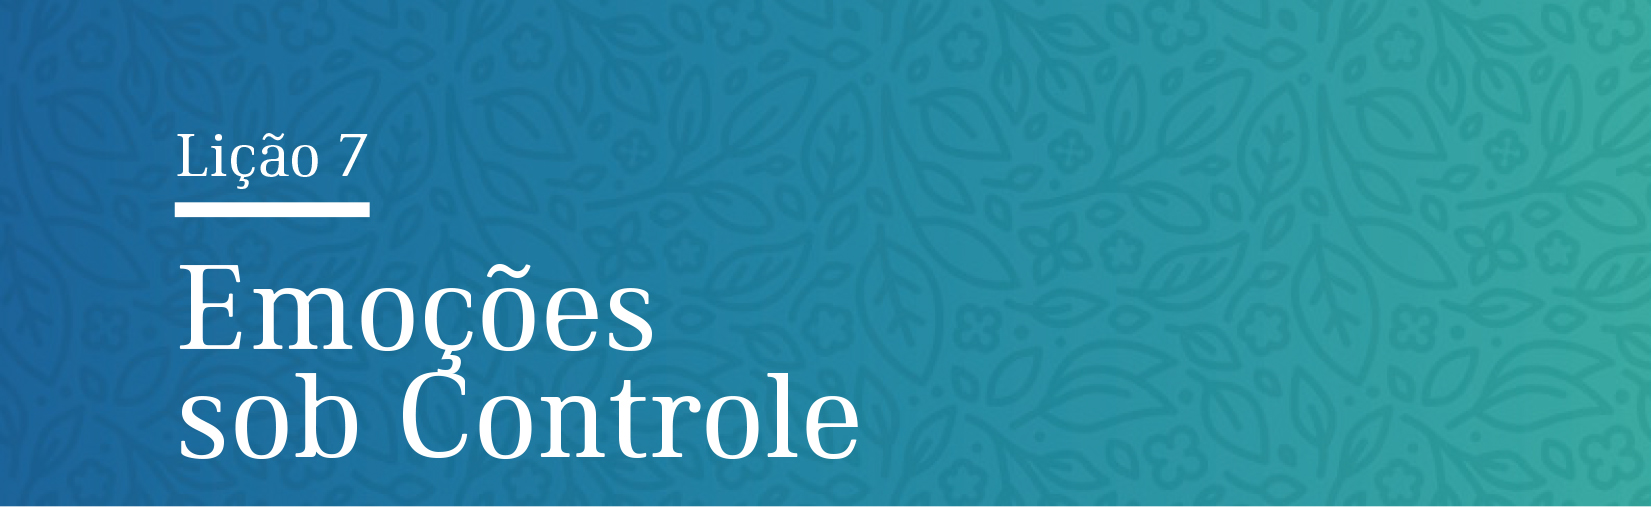 Lição 7
Emoções
sob Controle